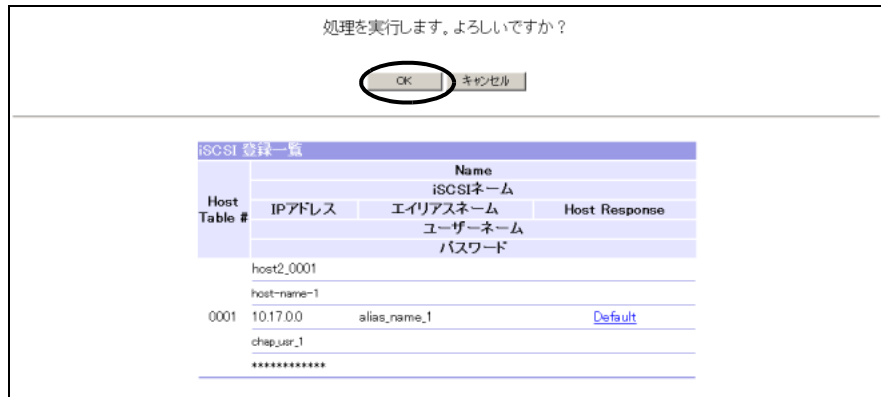 処理を実行します。よろしいですか？
OK キャンセル
iSCSI 登録一覧
Host Table #
Name
iSCSIネーム
IPアドレス エイリアスネーム Host Response
ユーザーネーム
パスワード
host2_0001
host-name-1
0001 10.17.0.0 alias_name_1 Default
chap_usr_1
************